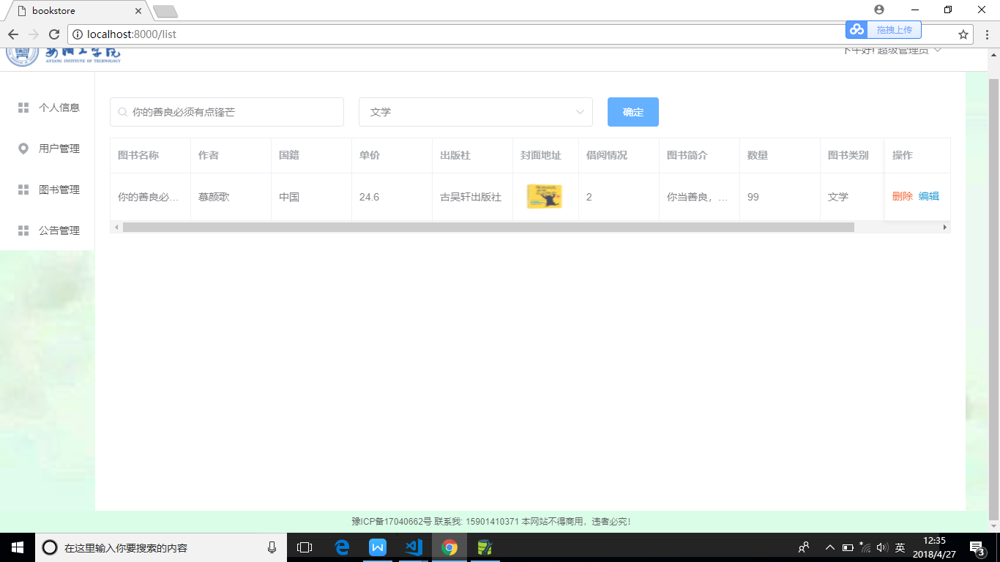 bookstore
localhost:8000/list
拖拽上传
ANYANG INSTITUTE OF TECHNOLOGY
下午好! 超级管理员
个人信息
用户管理
图书管理
公告管理
你的善良必须有点锋芒
文学
确定
图书名称 作者 国籍 单价 出版社 封面地址 借阅情况 图书简介 数量 图书类别 操作
你的善良必... 慕颜歌 中国 24.6 古吴轩出版社 2 你当善良，... 99 文学 删除 编辑
豫ICP备17040662号 联系我: 15901410371 本网站不得商用，违者必究!
在这里输入你要搜索的内容
英
12:35
2018/4/27
3